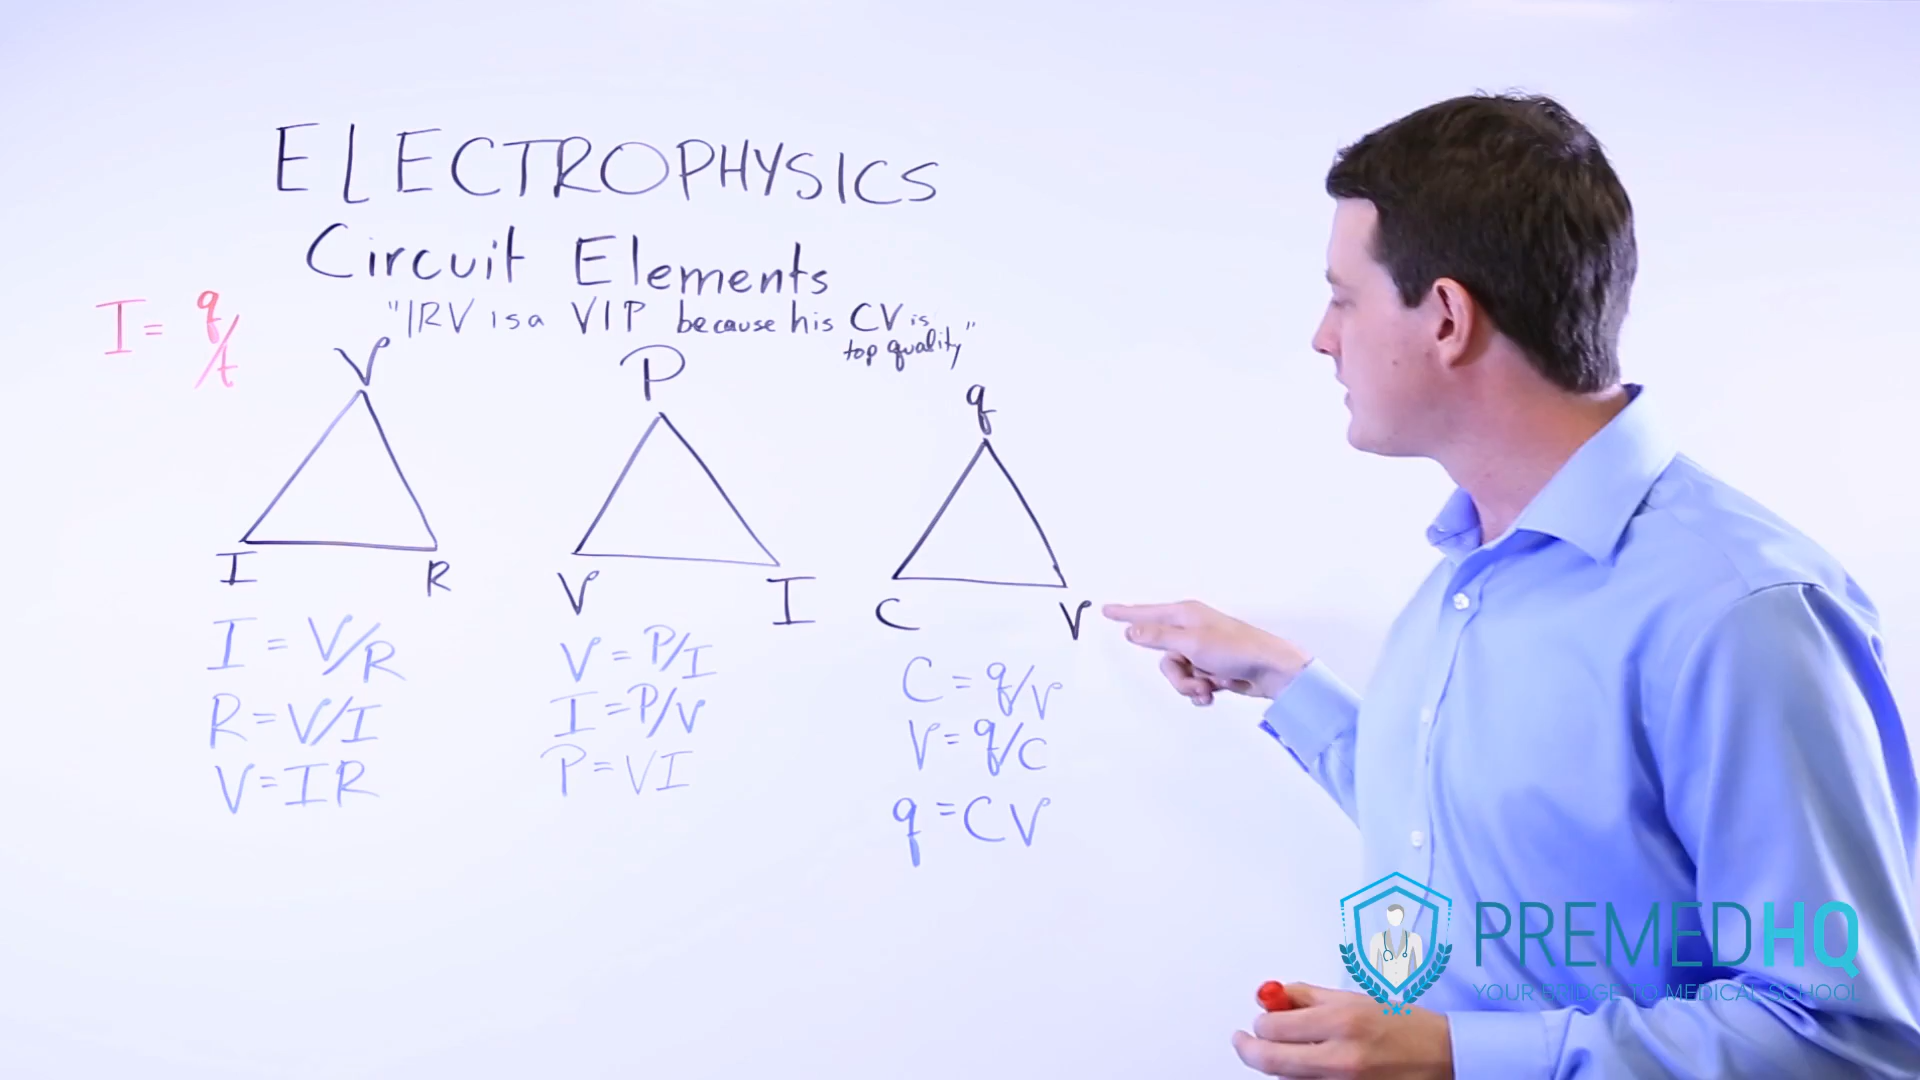 ELECTROPHYSICS
Circuit Elements
"IRV is a VIP because his CV is
top quality"
I = q/t
V
I
R
I = V/R
R = V/I
V = IR
P
V
I
V = P/I
I = P/V
P = VI
q
C
V
C = q/V
V = q/C
q = CV
PREMEDHQ
YOUR BRIDGE TO MEDICAL SCHOOL